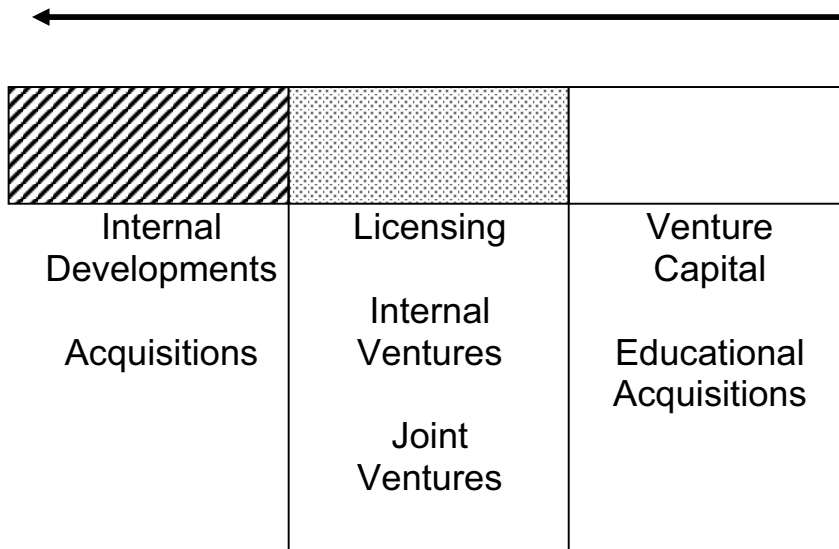 Internal
Developments
Acquisitions
Licensing
Internal
Ventures
Joint
Ventures
Venture
Capital
Educational
Acquisitions